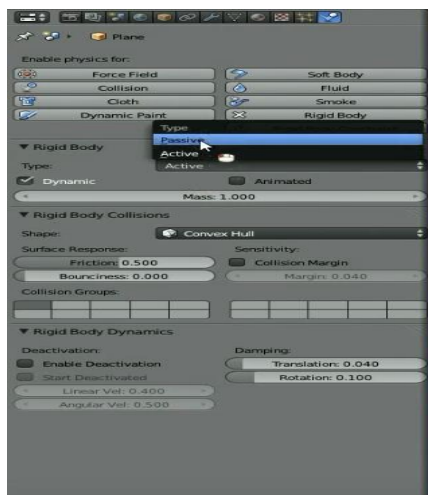 Plane
Enable physics for:
Force Field
Soft Body
Collision
Fluid
Cloth
Smoke
Dynamic Paint
Rigid Body
Type
Passive
Active
Rigid Body
Type:
Active
Dynamic
Animated
Mass: 1.000
Rigid Body Collisions
Shape:
Convex Hull
Surface Response:
Sensitivity:
Friction: 0.500
Collision Margin
Bounciness: 0.000
Margin: 0.040
Collision Groups:
Rigid Body Dynamics
Deactivation:
Damping:
Enable Deactivation
Translation: 0.040
Start Deactivated
Rotation: 0.100
Linear Vel: 0.400
Angular Vel: 0.500